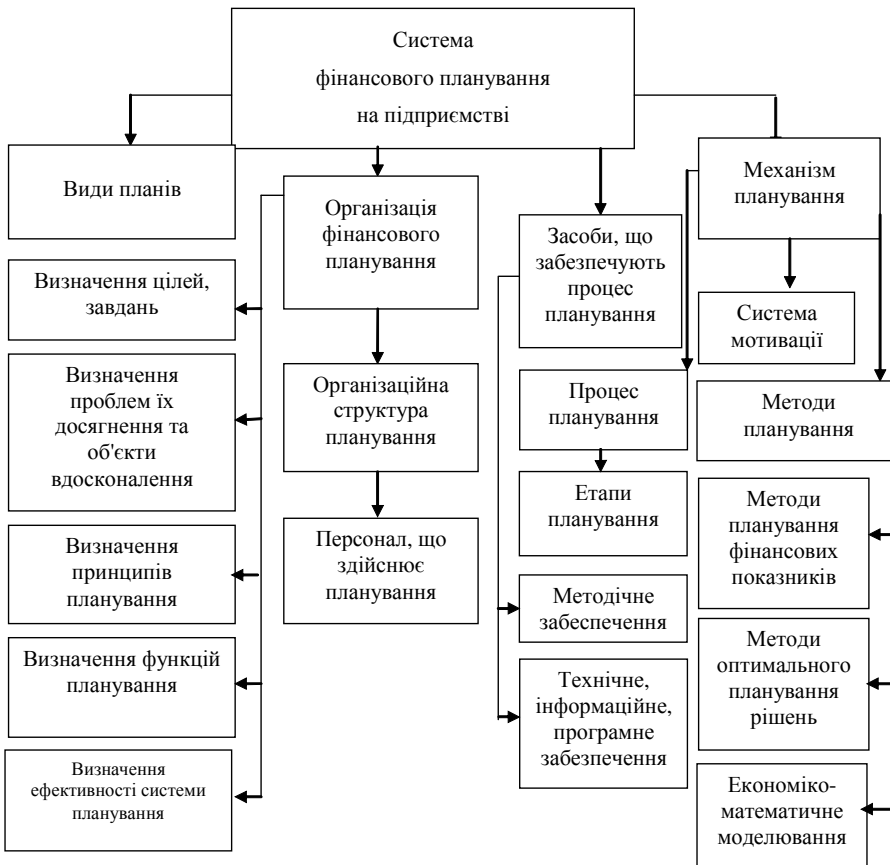 Система
фінансового планування
на підприємстві
Види планів
Організація
фінансового
планування
Засоби, що
забезпечують
процес
планування
Механізм
планування
Визначення цілей,
завдань
Система
мотивації
Визначення
проблем їх
досягнення та
об'єкти
вдосконалення
Організаційна
структура
планування
Процес
планування
Методи
планування
Етапи
планування
Методи
планування
фінансових
показників
Визначення
принципів
планування
Персонал, що
здійснює
планування
Методічне
забеспечення
Визначення функцій
планування
Технічне,
інформаційне,
програмне
забезпечення
Методи
оптимального
планування
рішень
Визначення
ефективності системи
планування
Економіко-
математичне
моделювання